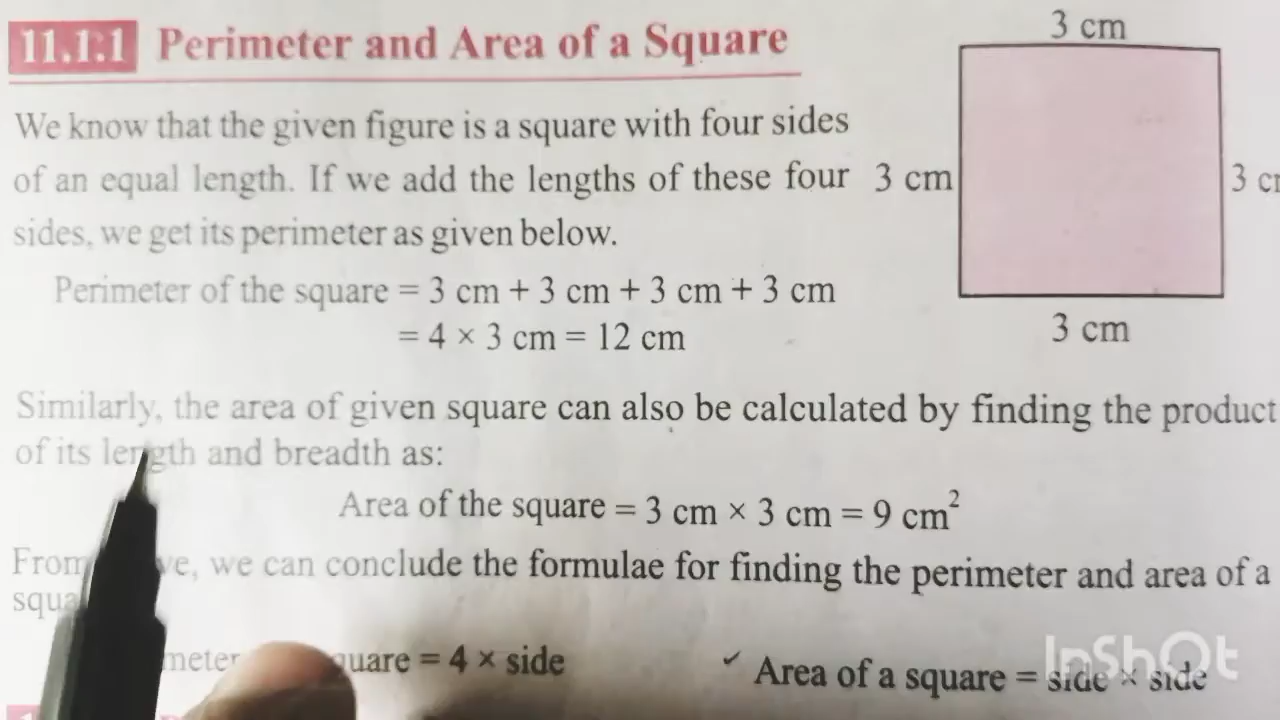 11.1.1 Perimeter and Area of a Square
3 cm
We know that the given figure is a square with four sides
of an equal length. If we add the lengths of these four
3 cm
3 cm
sides, we get its perimeter as given below.
Perimeter of the square = 3 cm + 3 cm + 3 cm + 3 cm
= 4 × 3 cm = 12 cm
3 cm
Similarly, the area of given square can also be calculated by finding the product
of its length and breadth as:
Area of the square = 3 cm × 3 cm = 9 cm²
From we can conclude the formulae for finding the perimeter and area of a
= 4 × side
✓ Area of a square = side × side
InShOt